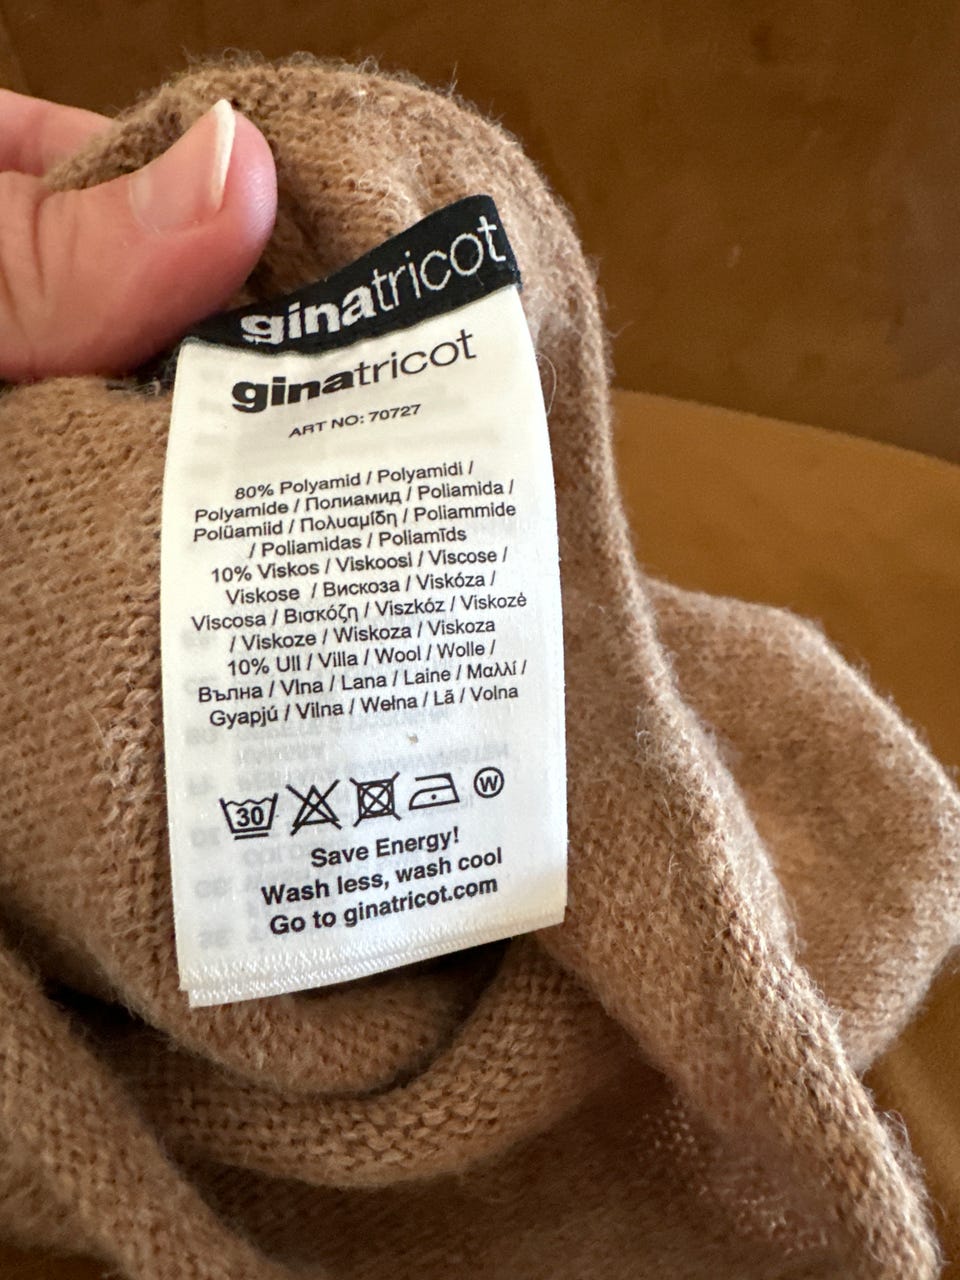 ginatricot
ginatricot
ART NO: 70727
80% Polyamid / Polyamidi /
Polyamide / Полиамид / Poliamida /
Polüamiid / Πολυαμίδη / Poliammide
/ Poliamidas / Poliamīds
10% Viskos / Viskoosi / Viscose /
Viskose / Вискоза / Viskóza /
Viscosa / Βισκόζη / Viszkóz / Viskozė
/ Viskoze / Wiskoza / Viskoza
10% Ull / Villa / Wool / Wolle /
Вълна / Vlna / Lana / Laine / Μαλλί /
Gyapjú / Vilna / Wełna / Lã / Volna
30 W
Save Energy!
Wash less, wash cool
Go to ginatricot.com